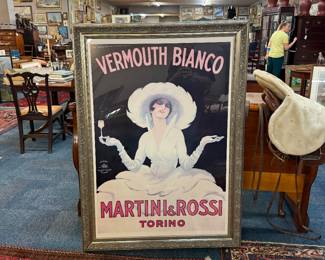 VERMOUTH BIANCO
MARTINI & ROSSI
TORINO